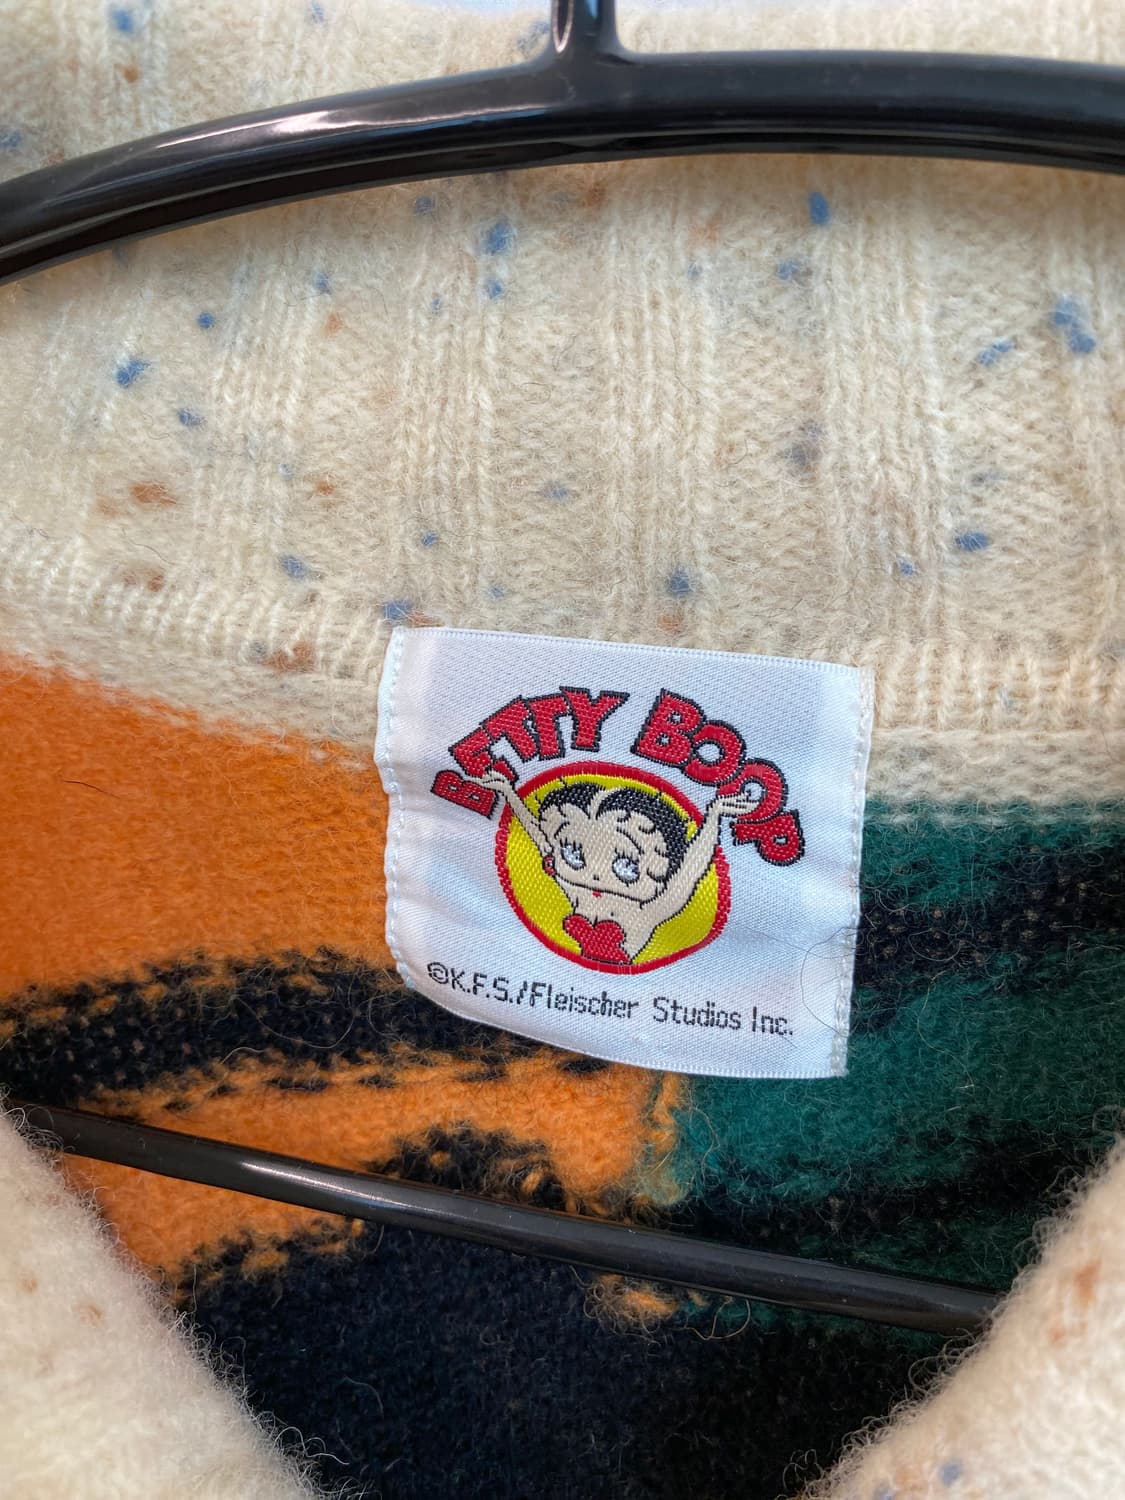 BETTY BOOP
©K.F.S./Fleischer Studios Inc.